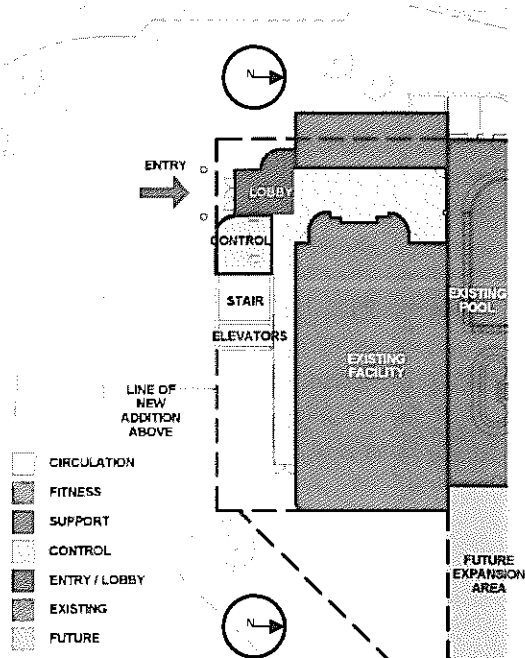 N
ENTRY
LOBBY
CONTROL
STAIR
ELEVATORS
EXISTING
POOL
EXISTING
FACILITY
LINE OF
NEW
ADDITION
ABOVE
CIRCULATION
FITNESS
SUPPORT
CONTROL
ENTRY / LOBBY
EXISTING
FUTURE
FUTURE
EXPANSION
AREA
N